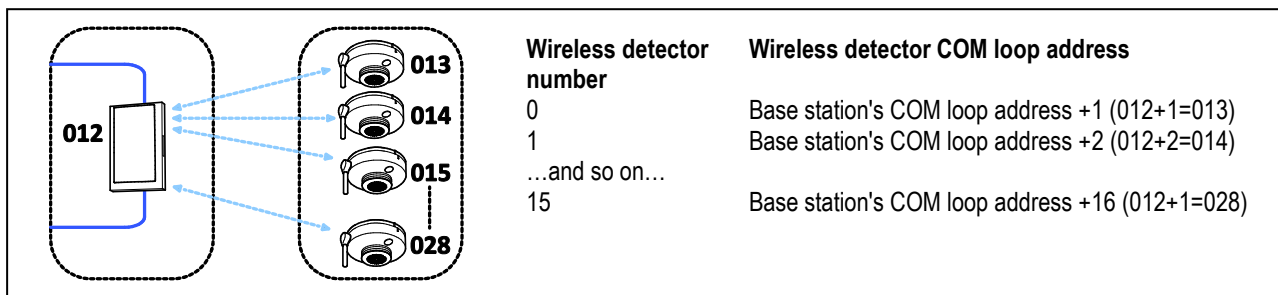 012
013
014
015
028
Wireless detector number Wireless detector COM loop address
0 Base station's COM loop address +1 (012+1=013)
1 Base station's COM loop address +2 (012+2=014)
…and so on…
15 Base station's COM loop address +16 (012+1=028)